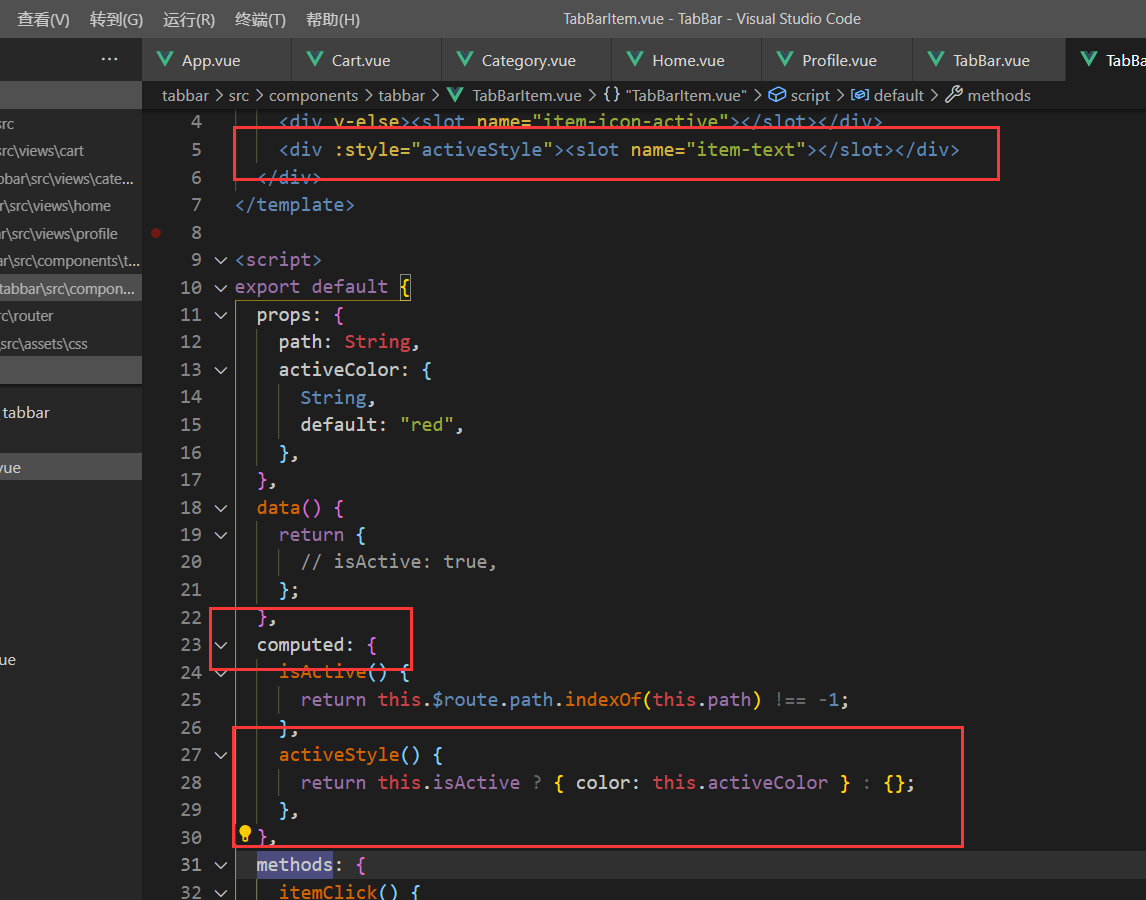 查看(V) 转到(G) 运行(R) 终端(T) 帮助(H) TabBarItem.vue - TabBar - Visual Studio Code
··· App.vue Cart.vue Category.vue Home.vue Profile.vue TabBar.vue TabBa
tabbar > src > components > tabbar > TabBarItem.vue > {} "TabBarItem.vue" > script > default > methods
src
src\views\cart
bbar\src\views\cate...
r\src\views\home
ar\src\views\profile
ar\src\components\t...
tabbar\src\compon...
rc\router
src\assets\css
tabbar
vue
ue
4 <div v-else><slot name="item-icon-active"></slot></div>
5 <div :style="activeStyle"><slot name="item-text"></slot></div>
6 </div>
7 </template>
8
9 <script>
10 export default {
11 props: {
12 path: String,
13 activeColor: {
14 String,
15 default: "red",
16 },
17 },
18 data() {
19 return {
20 // isActive: true,
21 };
22 },
23 computed: {
24 isActive() {
25 return this.$route.path.indexOf(this.path) !== -1;
26 },
27 activeStyle() {
28 return this.isActive ? { color: this.activeColor } : {};
29 },
30 },
31 methods: {
32 itemClick() {